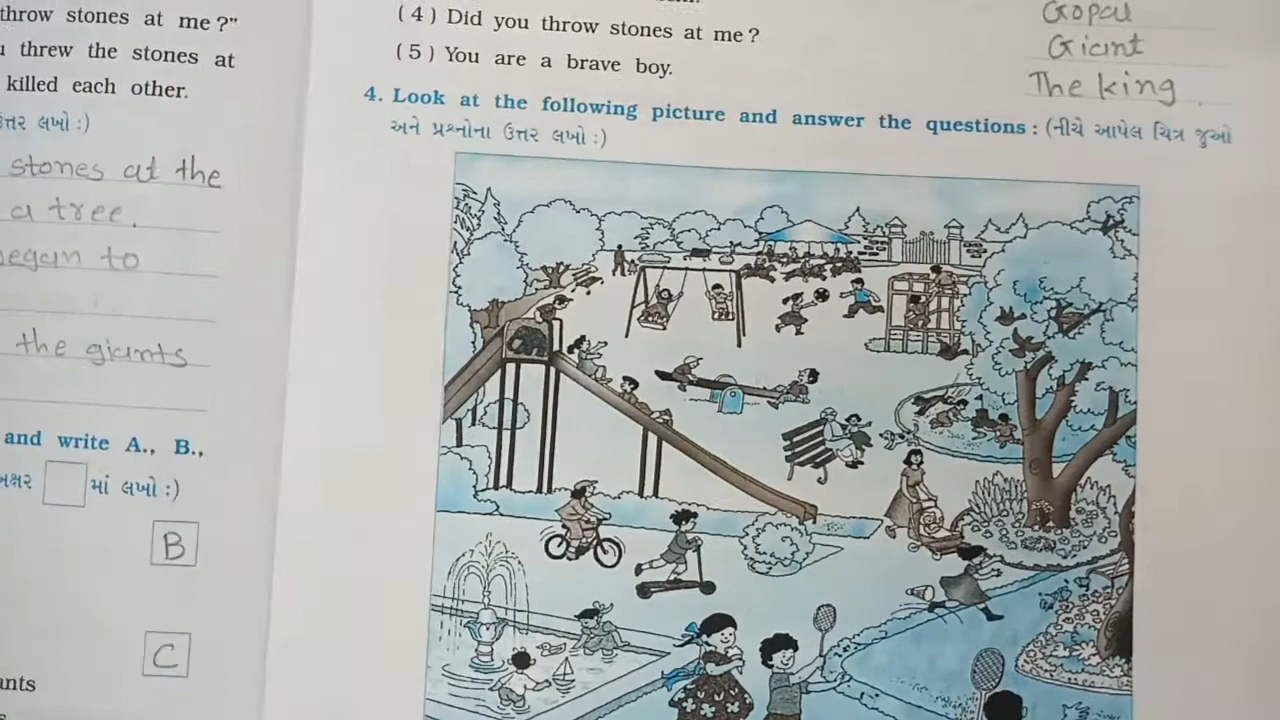 throw stones at me?"
threw the stones at
killed each other.
ઉત્તર લખો :)
stones at the
a tree.
began to
the giants
and write A., B.,
માં લખો :)
B
C
(4) Did you throw stones at me?
(5) You are a brave boy.
Gopal
Giant
The king.
4. Look at the following picture and answer the questions : (નીચે આપેલ ચિત્ર જુઓ
અને પ્રશ્નોના ઉત્તર લખો :)